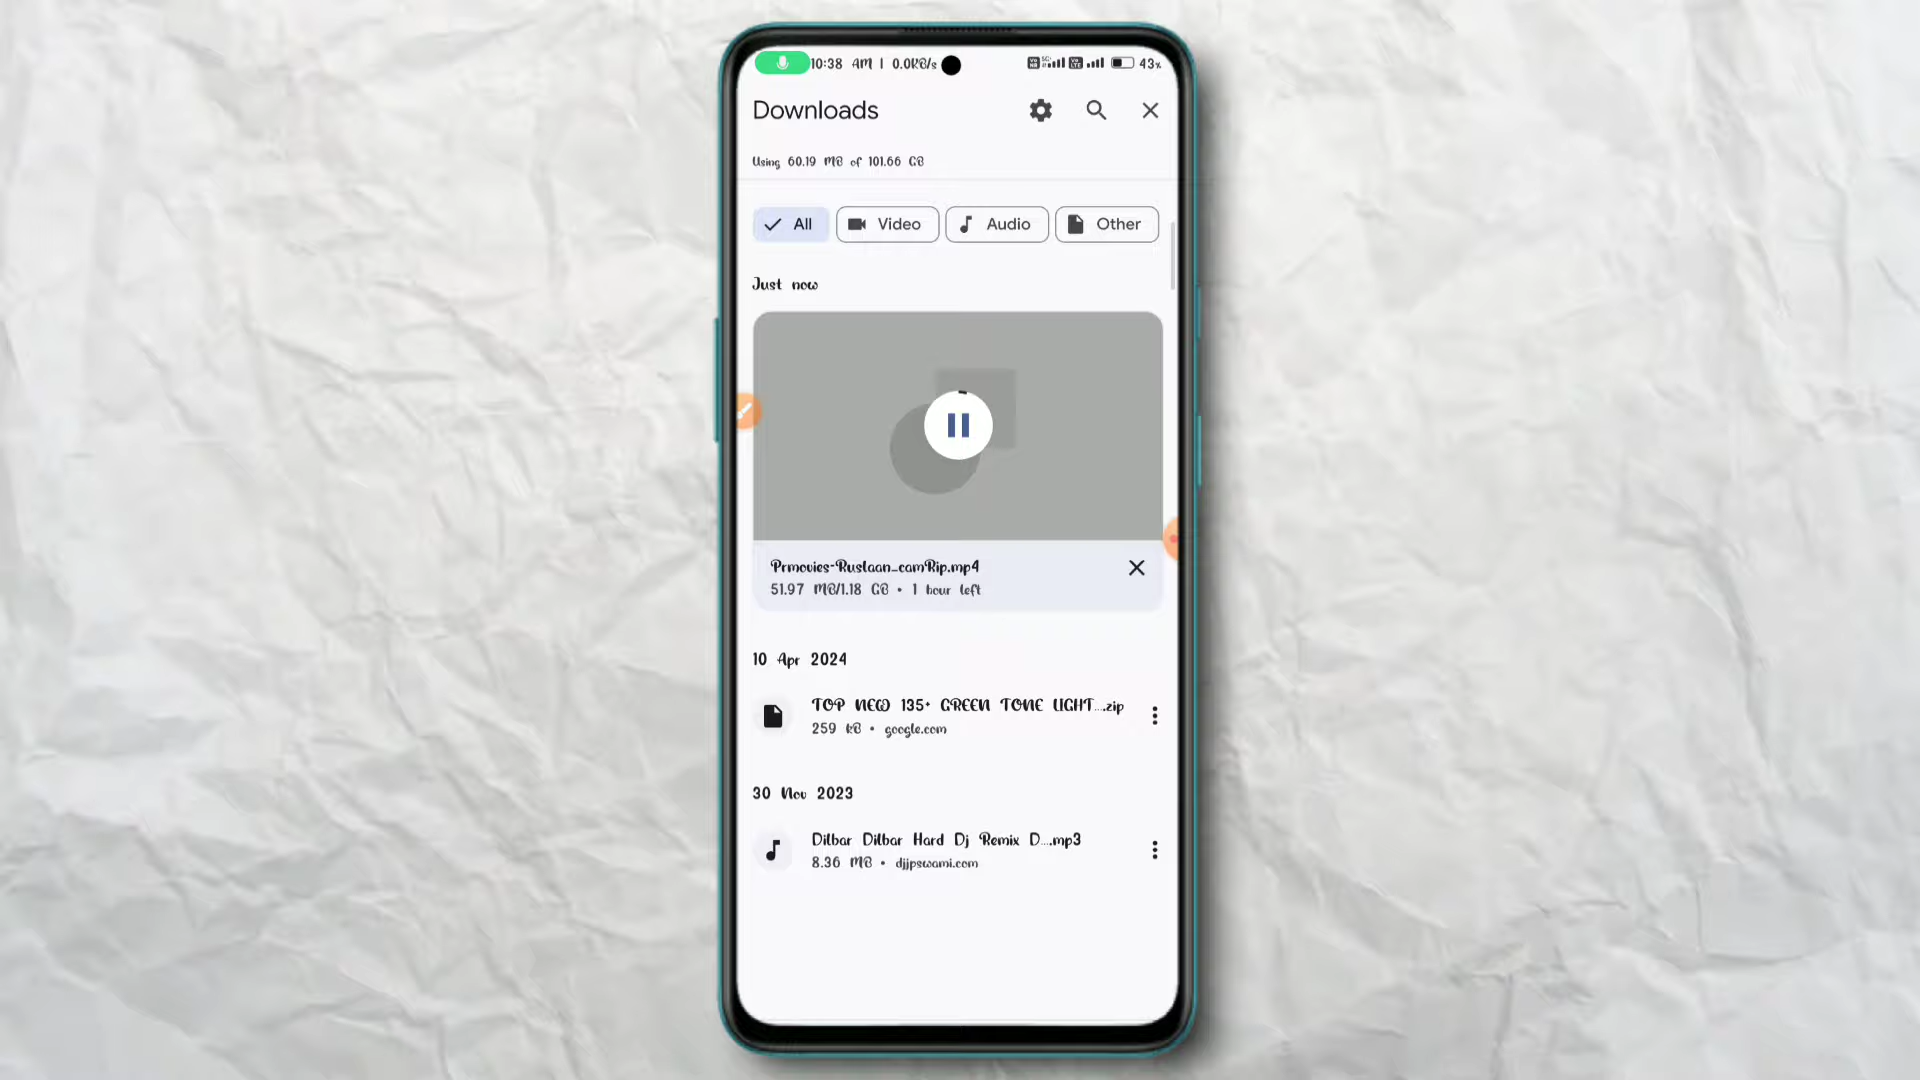 10:38 AM | 0.0KB/s 43%
Downloads
Using 60.19 MB of 101.66 GB
All Video Audio Other
Just now
Prmovies-Ruslaan_camRip.mp4
51.97 MB/1.18 GB • 1 hour left
10 Apr 2024
TOP NEW 135+ GREEN TONE LIGHT....zip
259 kB • google.com
30 Nov 2023
Dilbar Dilbar Hard Dj Remix D....mp3
8.36 MB • djjpswami.com